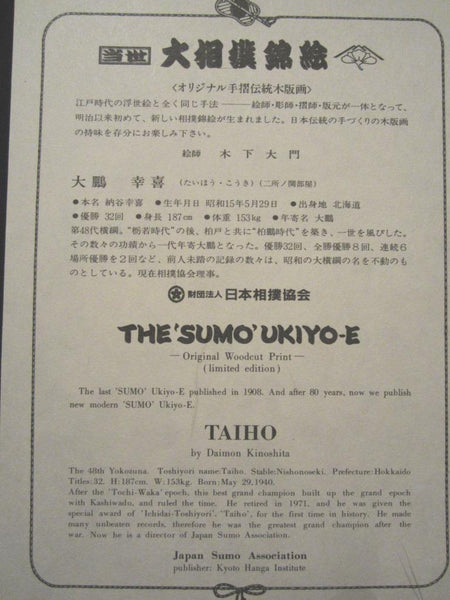 当世 大相撲錦絵
〈オリジナル手摺伝統木版画〉
江戸時代の浮世絵と全く同じ手法——絵師・彫師・摺師・版元が一体となって、
明治以来初めて、新しい相撲錦絵が生まれました。日本伝統の手づくりの木版画
の持味を存分にお楽しみ下さい。
絵師 木下大門
大鵬 幸喜 (たいほう・こうき) (二所ノ関部屋)
●本名 納谷幸喜 ●生年月日 昭和15年5月29日 ●出身地 北海道
●優勝 32回 ●身長 187cm ●体重 153kg ●年寄名 大鵬
第48代横綱。“栃若時代”の後、柏戸と共に“柏鵬時代”を築き、一世を風びした。
その数々の功績から一代年寄大鵬となった。優勝32回、全勝優勝8回、連続6
場所優勝を2回など、前人未踏の記録の数々は、昭和の大横綱の名を不動のも
のとしている。現在相撲協会理事。
財団法人 日本相撲協会
THE 'SUMO' UKIYO-E
—Original Woodcut Print—
(limited edition)
The last 'SUMO' Ukiyo-E published in 1908. And after 80 years, now we publish
new modern 'SUMO' Ukiyo-E.
TAIHO
by Daimon Kinoshita
The 48th Yokozuna. Toshiyori name:Taiho. Stable:Nishonoseki. Prefecture:Hokkaido
Titles:32. H:187cm. W:153kg. Born:May 29,1940.
After the 'Tochi-Waka' epoch, this best grand champion built up the grand epoch
with Kashiwado, and ruled the time. He retired in 1971, and he was given the
special award of 'Ichidai-Toshiyori', 'Taiho', for the first time in history. He made
many unbeaten records, therefore he was the greatest grand champion after the
war. Now he is a director of Japan Sumo Association.
Japan Sumo Association
publisher: Kyoto Hanga Institute